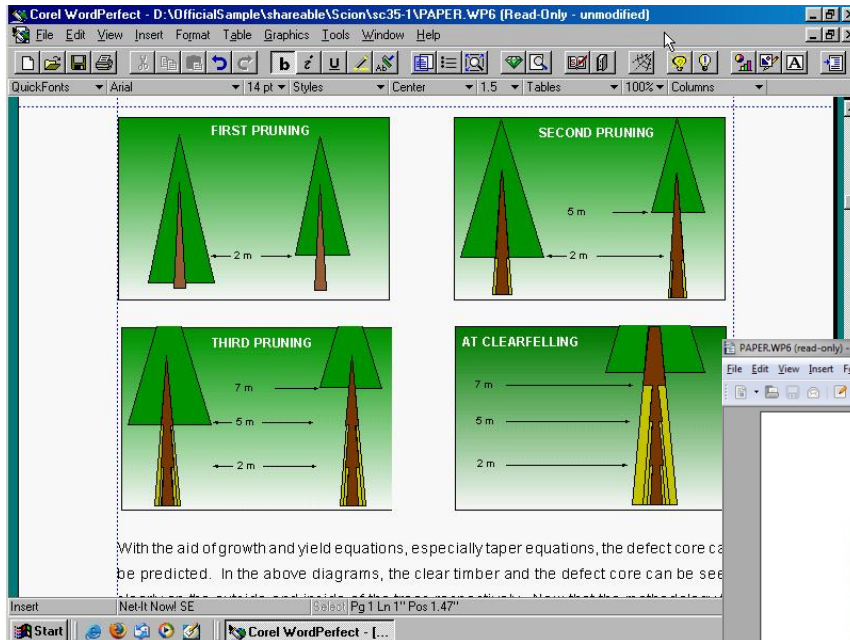 Corel WordPerfect - D:\OfficialSample\shareable\Scion\sc35-1\PAPER.WP6 (Read-Only - unmodified)
File Edit View Insert Format Table Graphics Tools Window Help
b i u A
QuickFonts Arial 14 pt Styles Center 1.5 Tables 100% Columns
FIRST PRUNING
2 m
SECOND PRUNING
5 m
2 m
THIRD PRUNING
7 m
5 m
2 m
AT CLEARFELLING
7 m
5 m
2 m
PAPER.WP6 (read-only) -
File Edit View Insert
With the aid of growth and yield equations, especially taper equations, the defect core ca
be predicted. In the above diagrams, the clear timber and the defect core can be see
Insert Net-It Now! SE Select Pg 1 Ln 1" Pos 1.47"
Start Corel WordPerfect - [...